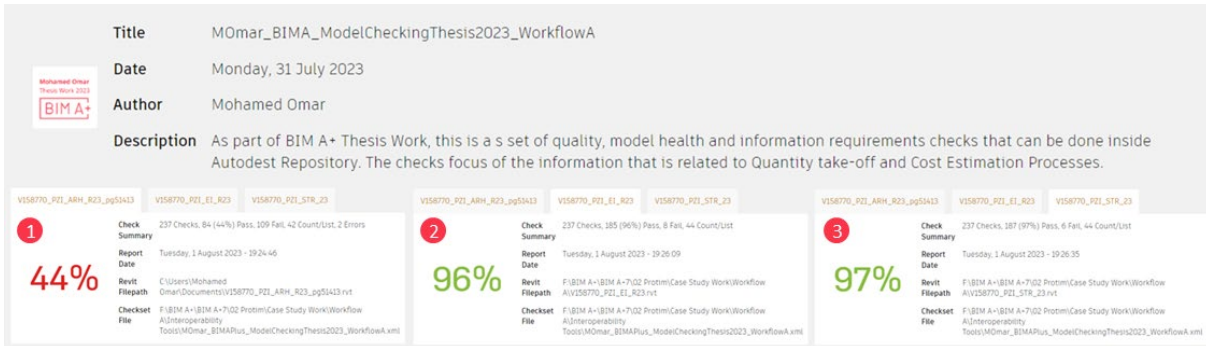 Title MOmar_BIMA_ModelCheckingThesis2023_WorkflowA
Mohamed Omar
Thesis Work 2023
BIM A+
Date Monday, 31 July 2023
Author Mohamed Omar
Description As part of BIM A+ Thesis Work, this is a s set of quality, model health and information requirements checks that can be done inside
Autodest Repository. The checks focus of the information that is related to Quantity take-off and Cost Estimation Processes.
V158770_PZI_ARH_R23_pg51413 V158770_PZI_EI_R23 V158770_PZI_STR_23
1
44%
Check Summary
237 Checks, 84 (44%) Pass, 109 Fail, 42 Count/List, 2 Errors
Report Date
Tuesday, 1 August 2023 - 19:24:46
Revit Filepath
C:\Users\Mohamed
Omar\Documents\V158770_PZI_ARH_R23_pg51413.rvt
Checkset File
F:\BIM A+\BIM A+7\02 Protim\Case Study Work\Workflow
A\Interoperability
Tools\MOmar_BIMAPlus_ModelCheckingThesis2023_WorkflowA.xml
V158770_PZI_ARH_R23_pg51413 V158770_PZI_EI_R23 V158770_PZI_STR_23
2
96%
Check Summary
237 Checks, 185 (96%) Pass, 8 Fail, 44 Count/List
Report Date
Tuesday, 1 August 2023 - 19:26:09
Revit Filepath
F:\BIM A+\BIM A+7\02 Protim\Case Study Work\Workflow
A\V158770_PZI_EI_R23.rvt
Checkset File
F:\BIM A+\BIM A+7\02 Protim\Case Study Work\Workflow
A\Interoperability
Tools\MOmar_BIMAPlus_ModelCheckingThesis2023_WorkflowA.xml
V158770_PZI_ARH_R23_pg51413 V158770_PZI_EI_R23 V158770_PZI_STR_23
3
97%
Check Summary
237 Checks, 187 (97%) Pass, 6 Fail, 44 Count/List
Report Date
Tuesday, 1 August 2023 - 19:26:35
Revit Filepath
F:\BIM A+\BIM A+7\02 Protim\Case Study Work\Workflow
A\V158770_PZI_STR_23.rvt
Checkset File
F:\BIM A+\BIM A+7\02 Protim\Case Study Work\Workflow
A\Interoperability
Tools\MOmar_BIMAPlus_ModelCheckingThesis2023_WorkflowA.xml